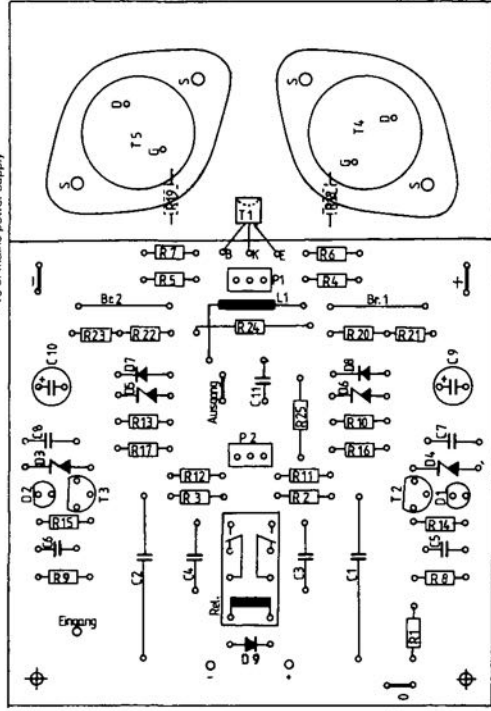 S
D
T5
G
S
S
D
T4
G
S
R19
R18
T1
B
K
E
R7
R5
R6
R4
P1
−
+
Br.2
L1
Br.1
R23
R22
R24
R20
R21
C10
+
D7
D5
Ausgang
C11
D8
D6
C9
+
R13
R17
R25
R10
R16
C8
D3
P2
C7
D4
D2
T3
R12
R3
R11
R2
T2
D1
R15
C6
R9
C2
C4
Rel.
C3
C1
R14
C5
R8
Eingang
D9
R1
-
+
0